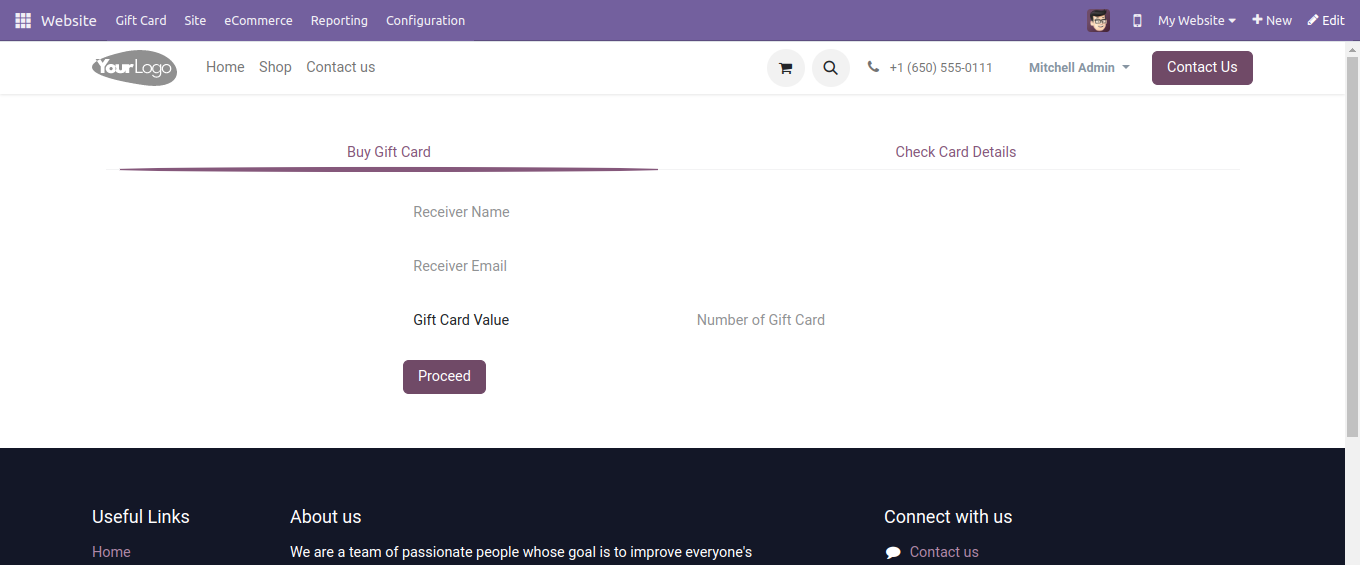 Website Gift Card Site eCommerce Reporting Configuration My Website New Edit
YourLogo Home Shop Contact us +1 (650) 555-0111 Mitchell Admin Contact Us
Buy Gift Card Check Card Details
Receiver Name
Receiver Email
Gift Card Value Number of Gift Card
Proceed
Useful Links About us Connect with us
Home We are a team of passionate people whose goal is to improve everyone's Contact us